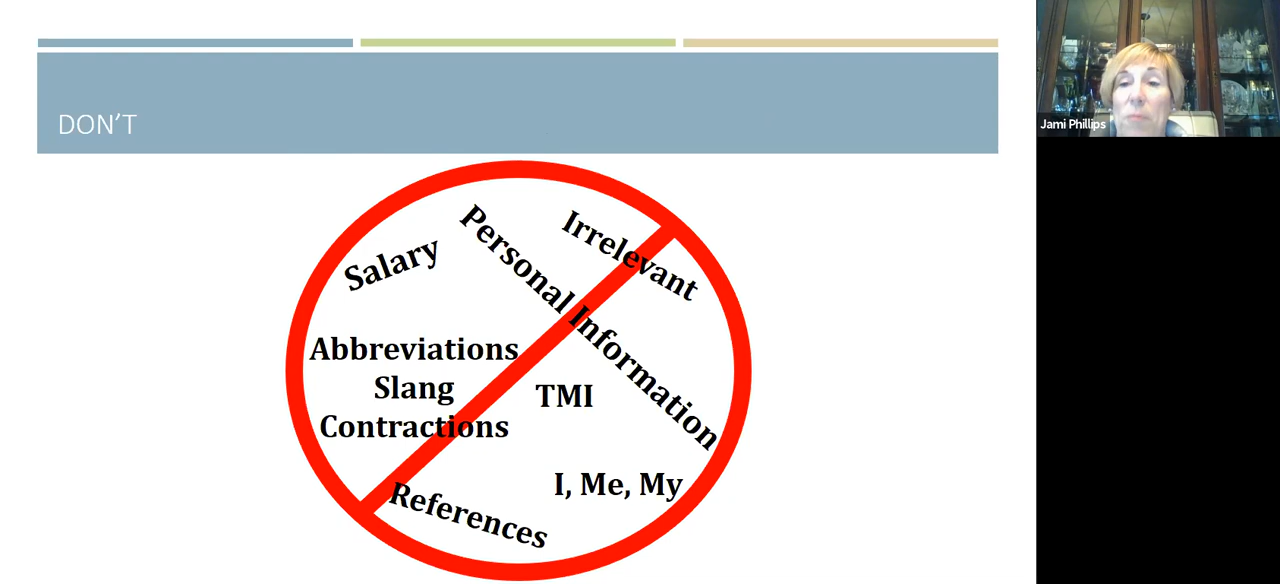 DON'T
Jami Phillips
Irrelevant
Personal Information
Salary
Abbreviations
Slang
Contractions
TMI
I, Me, My
References